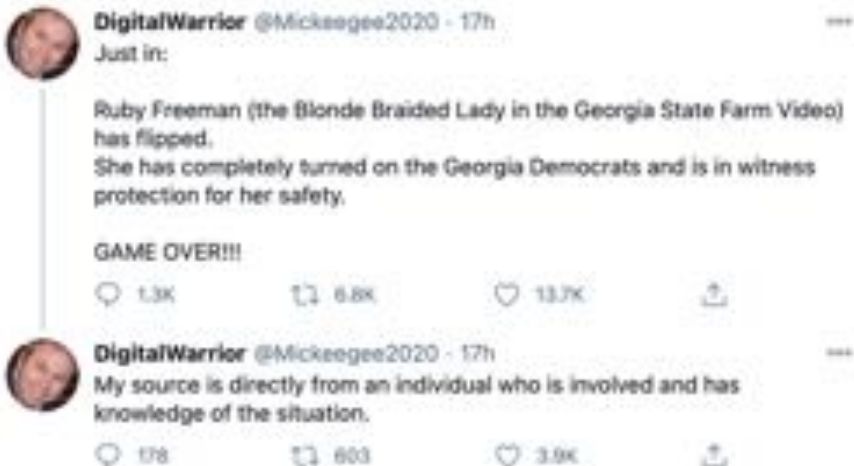 DigitalWarrior @Mickeegee2020 · 17h
Just in:
Ruby Freeman (the Blonde Braided Lady in the Georgia State Farm Video)
has flipped.
She has completely turned on the Georgia Democrats and is in witness
protection for her safety.
GAME OVER!!!
1.3K 6.8K 13.7K
DigitalWarrior @Mickeegee2020 · 17h
My source is directly from an individual who is involved and has
knowledge of the situation.
178 603 3.9K